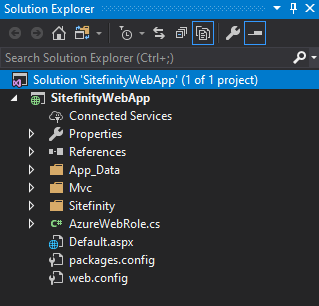 Solution Explorer
Search Solution Explorer (Ctrl+;)
Solution 'SitefinityWebApp' (1 of 1 project)
SitefinityWebApp
Connected Services
Properties
References
App_Data
Mvc
Sitefinity
C# AzureWebRole.cs
Default.aspx
packages.config
web.config